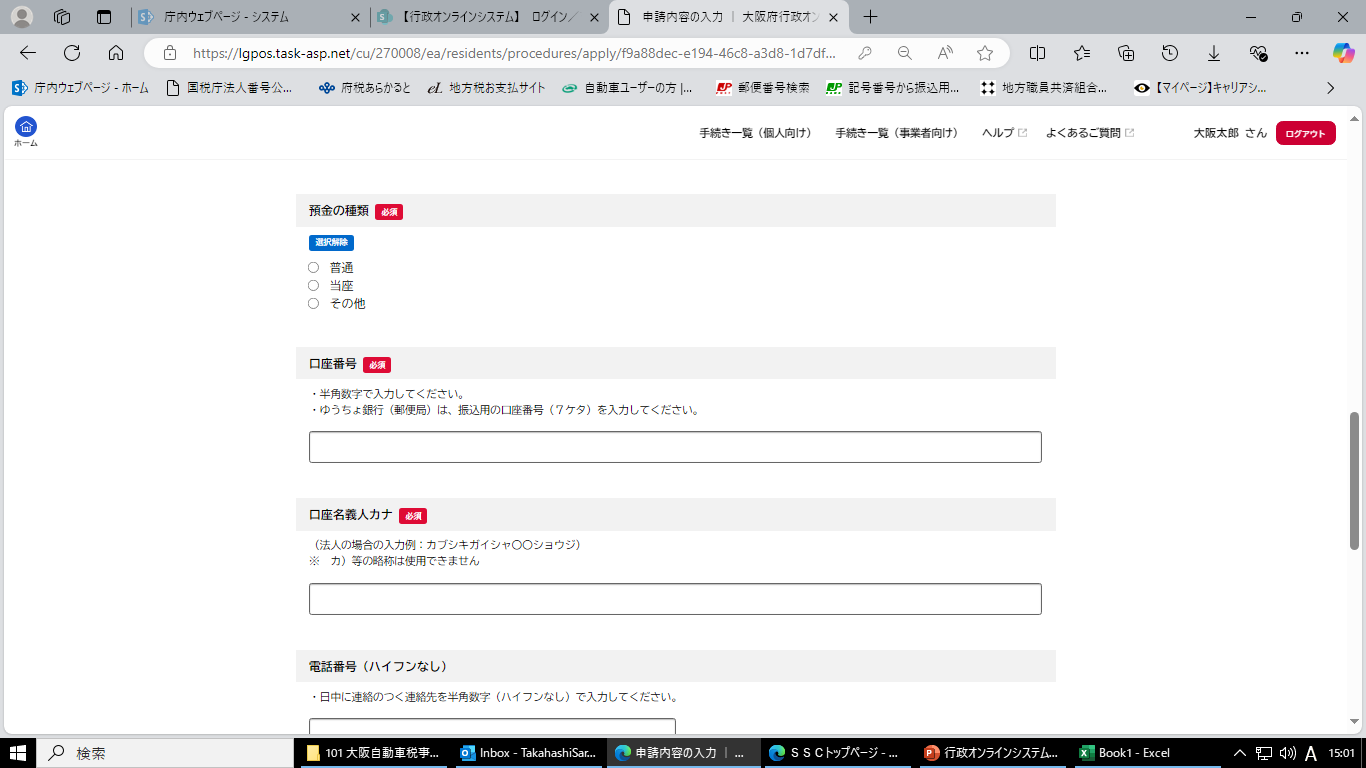 庁内ウェブページ - システム
【行政オンラインシステム】 ログイン／
申請内容の入力 ｜ 大阪府行政オン
https://lgpos.task-asp.net/cu/270008/ea/residents/procedures/apply/f9a88dec-e194-46c8-a3d8-1d7df...
庁内ウェブページ - ホーム
国税庁法人番号公...
府税あらかると
地方税お支払サイト
自動車ユーザーの方 |...
郵便番号検索
記号番号から振込用...
地方職員共済組合...
【マイページ】キャリアシ...
ホーム
手続き一覧（個人向け）
手続き一覧（事業者向け）
ヘルプ
よくあるご質問
大阪太郎 さん
ログアウト
預金の種類 必須
選択解除
普通
当座
その他
口座番号 必須
・半角数字で入力してください。
・ゆうちょ銀行（郵便局）は、振込用の口座番号（７ケタ）を入力してください。
口座名義人カナ 必須
（法人の場合の入力例：カブシキガイシャ〇〇ショウジ）
※　カ）等の略称は使用できません
電話番号（ハイフンなし）
・日中に連絡のつく連絡先を半角数字（ハイフンなし）で入力してください。
検索
101 大阪自動車税事...
Inbox - TakahashiSar...
申請内容の入力 ｜ ...
ＳＳＣトップページ - ...
行政オンラインシステム...
Book1 - Excel
A
15:01